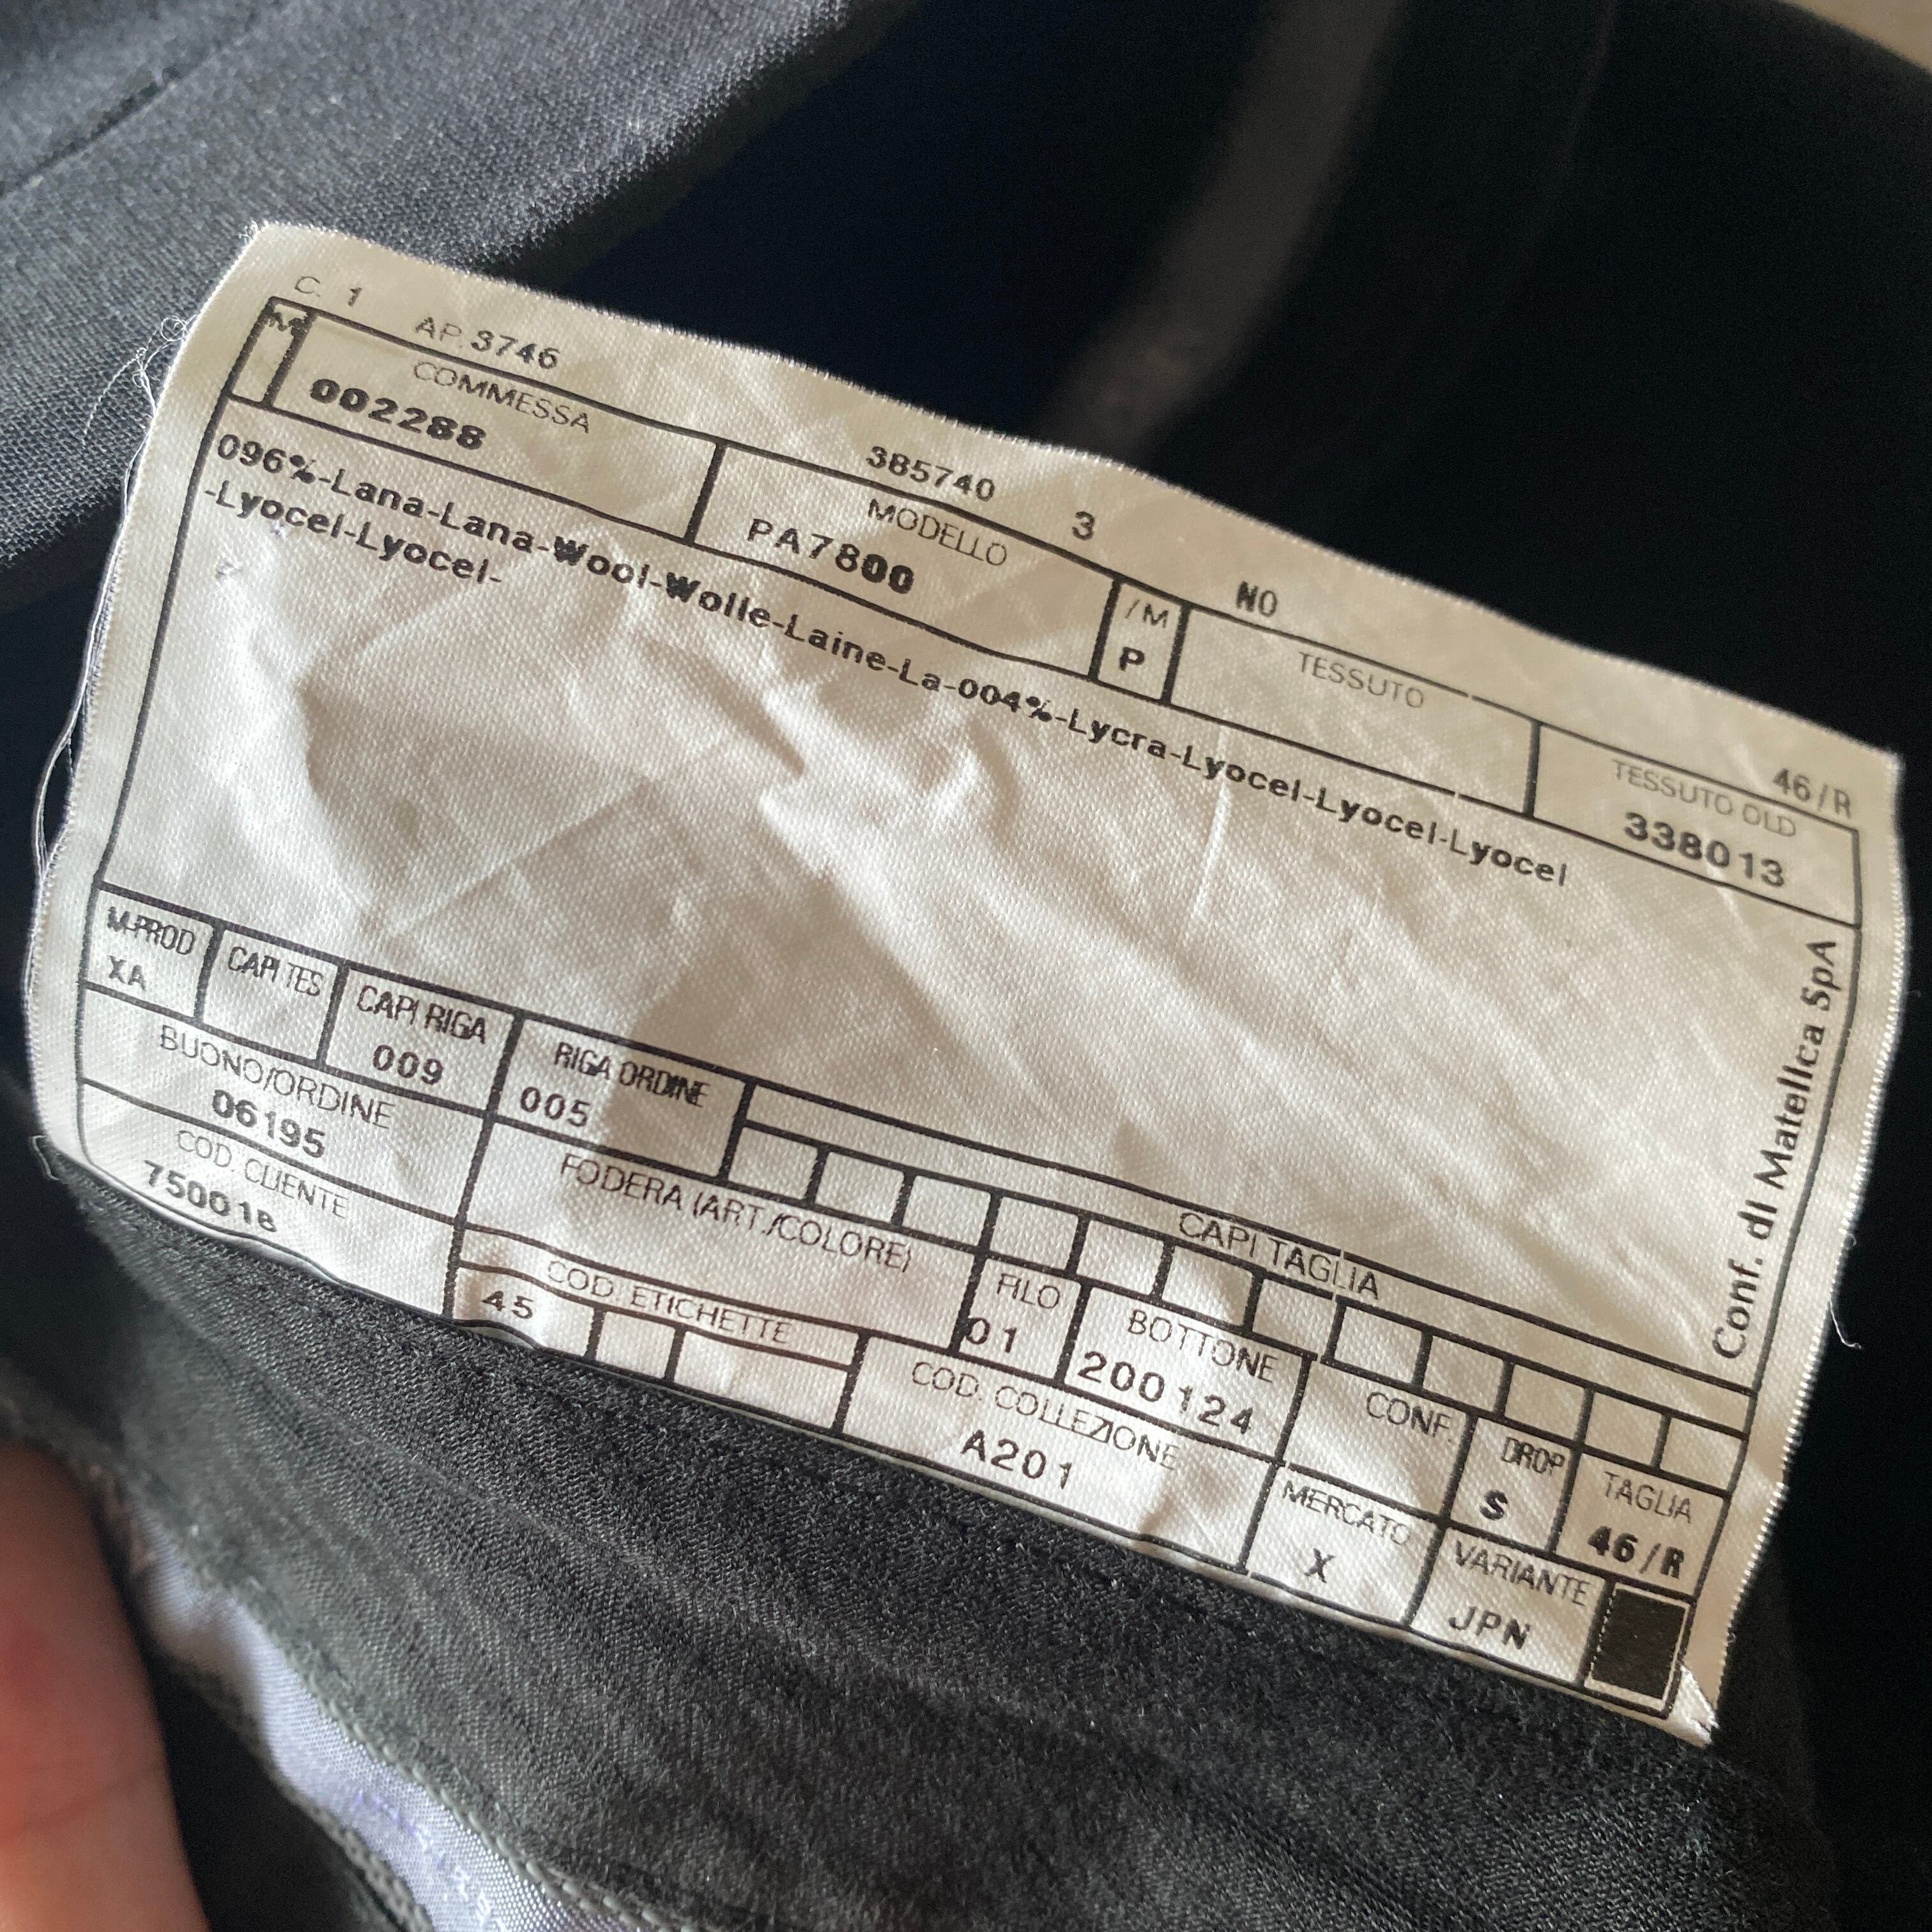 C. 1 AP. 3746 385740 3 NO 46/R
M
COMMESSA
002288
MODELLO
PA7800
/M
P
TESSUTO
TESSUTO OLD
338013
096%-Lana-Lana-Wool-Wolle-Laine-La-004%-Lycra-Lyocel-Lyocel-Lyocel
-Lyocel-Lyocel-
Conf. di Matelica SpA
M-PROD
XA
CAPI TES
CAPI RIGA
009
RIGA ORDINE
005
CAPI TAGLIA
BUONO/ORDINE
06195
FODERA (ART./COLORE)
FILO
01
BOTTONE
200124
CONF.
DROP
S
TAGLIA
46/R
COD. CLIENTE
750018
COD. ETICHETTE
45
COD. COLLEZIONE
A201
MERCATO
X
VARIANTE
JPN